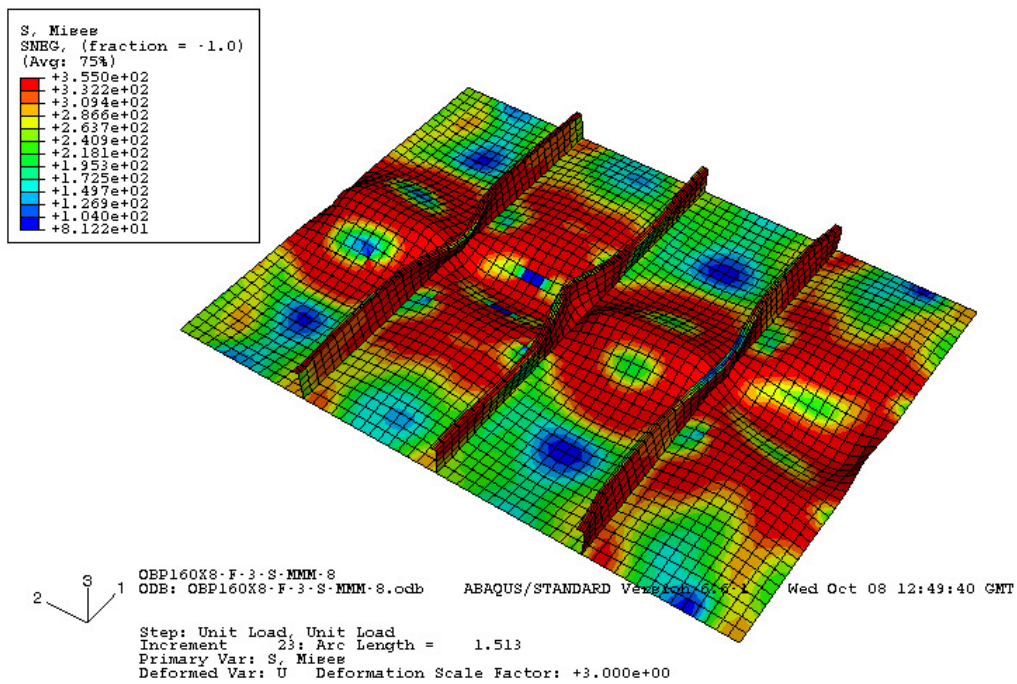 S, Mises
SNEG, (fraction = -1.0)
(Avg: 75%)
+3.550e+02
+3.322e+02
+3.094e+02
+2.866e+02
+2.637e+02
+2.409e+02
+2.181e+02
+1.953e+02
+1.725e+02
+1.497e+02
+1.269e+02
+1.040e+02
+8.122e+01
3
2
1
OBP160X8-F-3-S-MMM-8
ODB: OBP160X8-F-3-S-MMM-8.odb ABAQUS/STANDARD Version 6.6-1 Wed Oct 08 12:49:40 GMT
Step: Unit Load, Unit Load
Increment 23: Arc Length = 1.513
Primary Var: S, Mises
Deformed Var: U Deformation Scale Factor: +3.000e+00